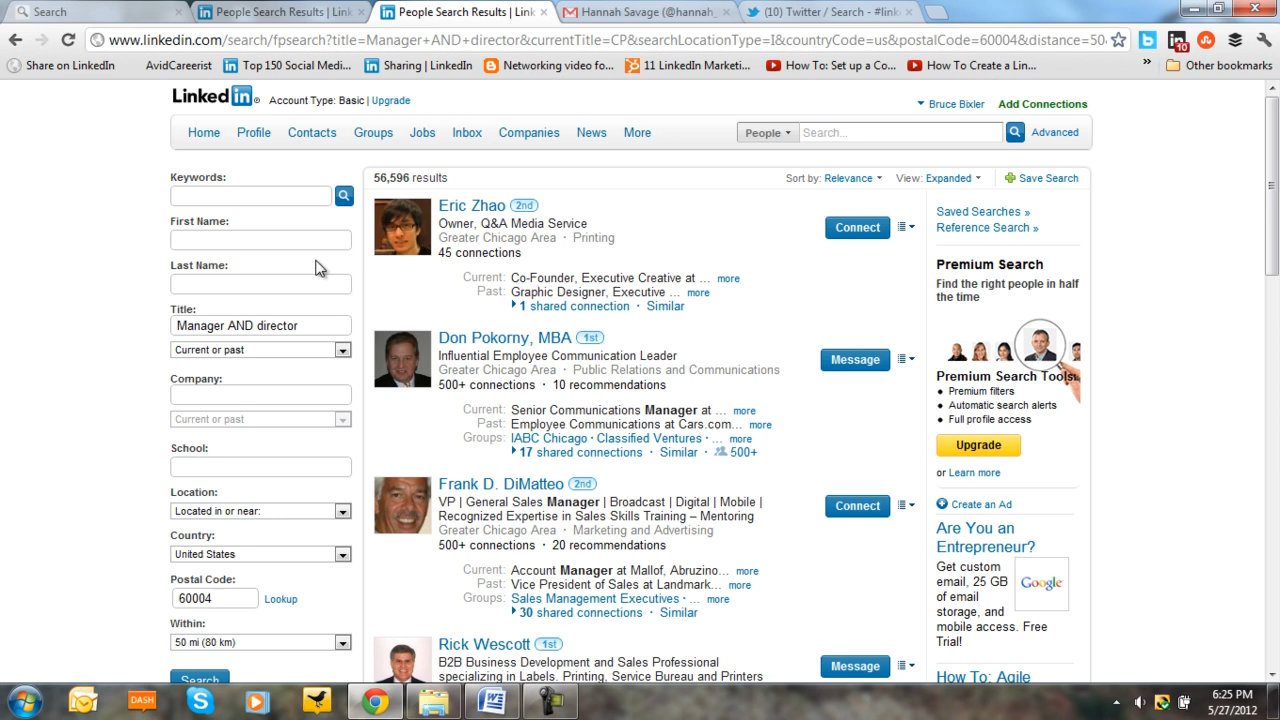 Search
People Search Results | Link
People Search Results | Link
Hannah Savage (@hannah_
(10) Twitter / Search - #link
www.linkedin.com/search/fpsearch?title=Manager+AND+director&currentTitle=CP&searchLocationType=I&countryCode=us&postalCode=60004&distance=50
10
Share on LinkedIn
AvidCareerist
Top 150 Social Medi...
Sharing | LinkedIn
Networking video fo...
11 LinkedIn Marketi...
How To: Set up a Co...
How To Create a Lin...
»
Other bookmarks
Linked in
Account Type: Basic | Upgrade
Bruce Bixler
Add Connections
Home Profile Contacts Groups Jobs Inbox Companies News More
People
Search...
Advanced
Keywords:
First Name:
Last Name:
Title:
Manager AND director
Current or past
Company:
Current or past
School:
Location:
Located in or near:
Country:
United States
Postal Code:
60004 Lookup
Within:
50 mi (80 km)
Search
56,596 results
Sort by: Relevance
View: Expanded
Save Search
Eric Zhao 2nd
Owner, Q&A Media Service
Greater Chicago Area · Printing
45 connections
Connect
Current: Co-Founder, Executive Creative at ... more
Past: Graphic Designer, Executive ... more
1 shared connection · Similar
Don Pokorny, MBA 1st
Influential Employee Communication Leader
Greater Chicago Area · Public Relations and Communications
500+ connections · 10 recommendations
Message
Current: Senior Communications Manager at ... more
Past: Employee Communications at Cars.com... more
Groups: IABC Chicago · Classified Ventures · ... more
17 shared connections · Similar · 500+
Frank D. DiMatteo 2nd
VP | General Sales Manager | Broadcast | Digital | Mobile |
Recognized Expertise in Sales Skills Training – Mentoring
Greater Chicago Area · Marketing and Advertising
500+ connections · 20 recommendations
Connect
Current: Account Manager at Mallof, Abruzino... more
Past: Vice President of Sales at Landmark... more
Groups: Sales Management Executives · ... more
30 shared connections · Similar
Rick Wescott 1st
B2B Business Development and Sales Professional
specializing in Labels, Printing, Service Bureau and Printers
Message
Saved Searches »
Reference Search »
Premium Search
Find the right people in half
the time
Premium Search Tools:
Premium filters
Automatic search alerts
Full profile access
Upgrade
or Learn more
Create an Ad
Are You an
Entrepreneur?
Get custom
email, 25 GB
of email
storage, and
mobile access. Free
Trial!
Google
How To: Agile
DASH
6:25 PM
5/27/2012